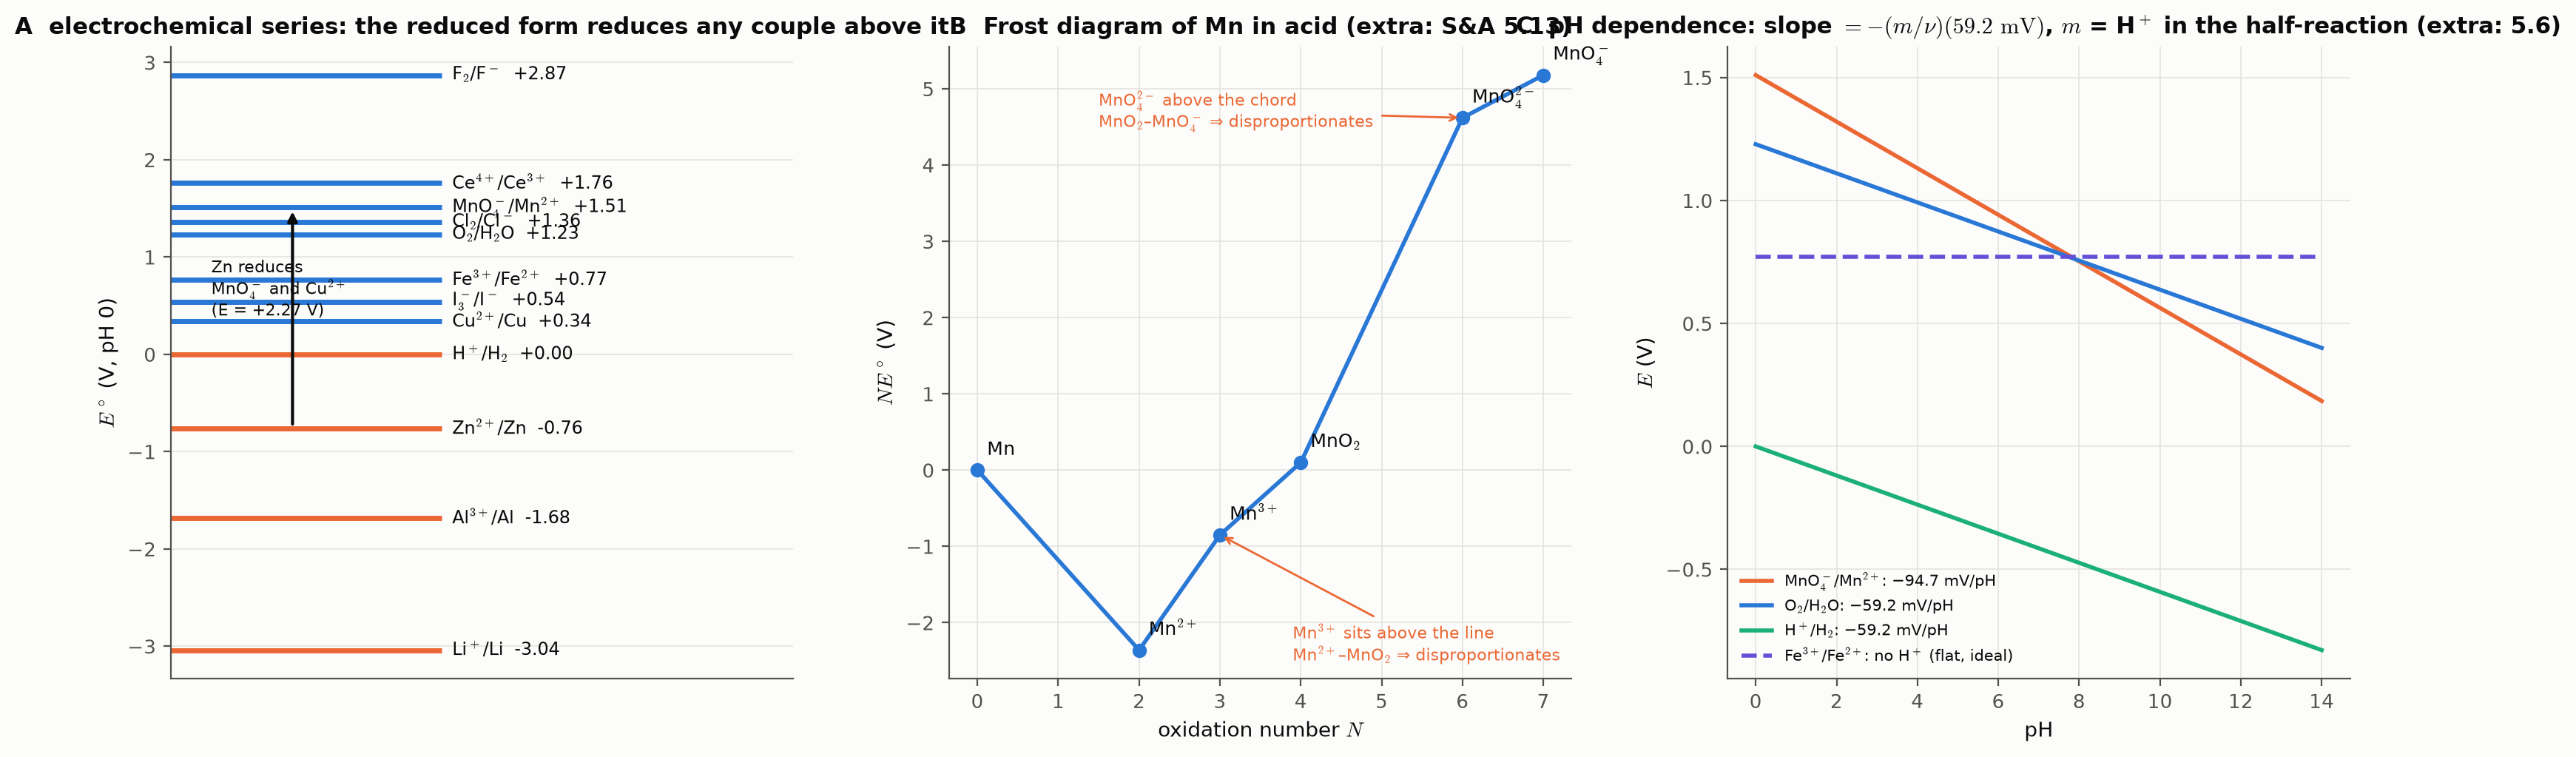 A electrochemical series: the reduced form reduces any couple above it
3
2
1
0
−1
−2
−3
E° (V, pH 0)
F₂/F⁻ +2.87
Ce⁴⁺/Ce³⁺ +1.76
MnO₄⁻/Mn²⁺ +1.51
Cl₂/Cl⁻ +1.36
O₂/H₂O +1.23
Fe³⁺/Fe²⁺ +0.77
I₃⁻/I⁻ +0.54
Cu²⁺/Cu +0.34
H⁺/H₂ +0.00
Zn²⁺/Zn -0.76
Al³⁺/Al -1.68
Li⁺/Li -3.04
Zn reduces
MnO₄⁻ and Cu²⁺
(E = +2.27 V)
B Frost diagram of Mn in acid (extra: S&A 5.13)
5
4
3
2
1
0
−1
−2
NE° (V)
MnO₄⁻
MnO₄²⁻
MnO₄²⁻ above the chord
MnO₂–MnO₄⁻ ⇒ disproportionates
Mn
MnO₂
Mn³⁺
Mn²⁺
Mn³⁺ sits above the line
Mn²⁺–MnO₂ ⇒ disproportionates
0 1 2 3 4 5 6 7
oxidation number N
C pH dependence: slope = −(m/ν)(59.2 mV), m = H⁺ in the half-reaction (extra: 5.6)
1.5
1.0
0.5
0.0
−0.5
E (V)
MnO₄⁻/Mn²⁺: −94.7 mV/pH
O₂/H₂O: −59.2 mV/pH
H⁺/H₂: −59.2 mV/pH
Fe³⁺/Fe²⁺: no H⁺ (flat, ideal)
0 2 4 6 8 10 12 14
pH